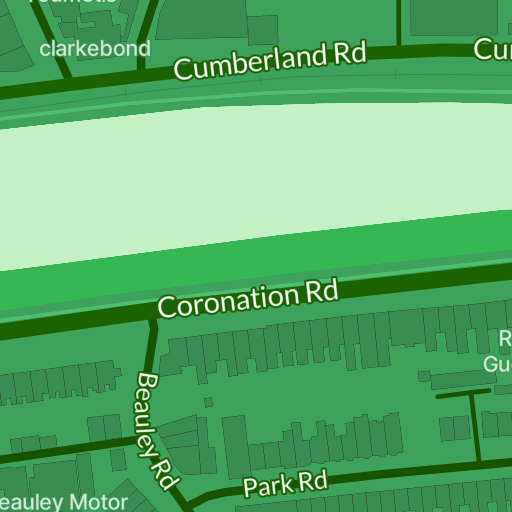 clarkebond
Cumberland Rd
Coronation Rd
Beauley Rd
Park Rd
eauley Motor